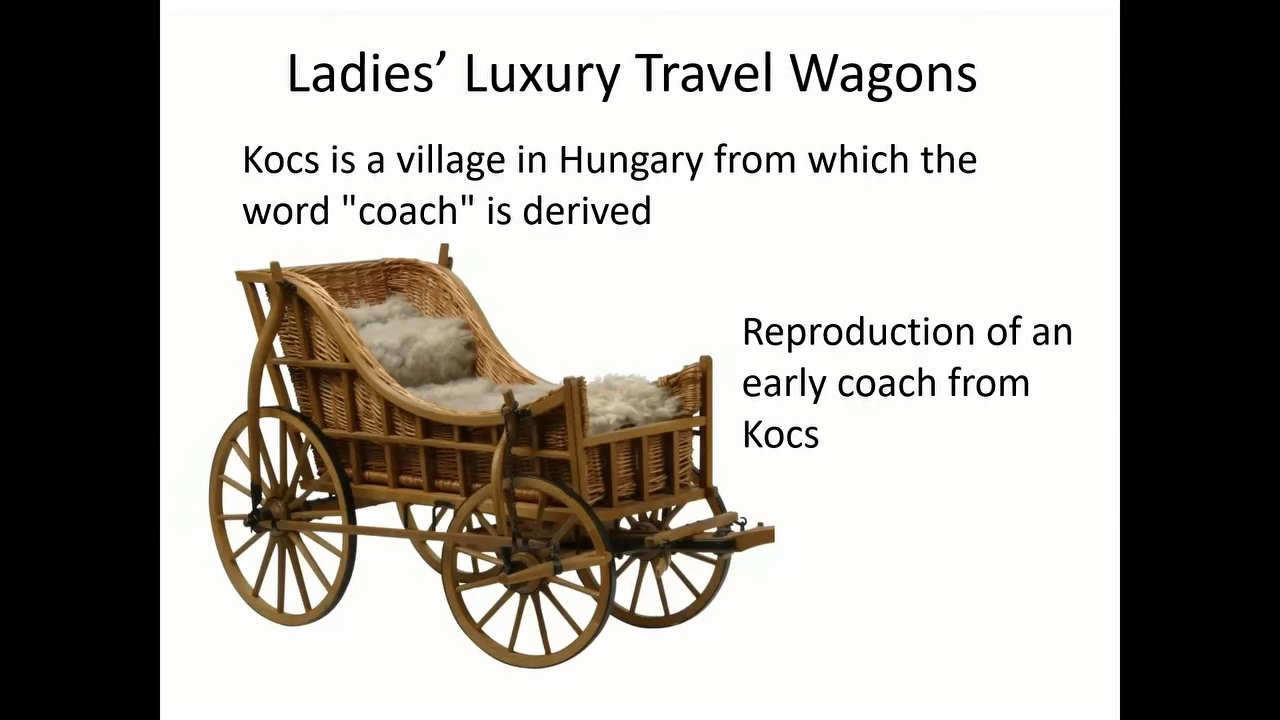 Ladies’ Luxury Travel Wagons
Kocs is a village in Hungary from which the
word "coach" is derived
Reproduction of an
early coach from
Kocs